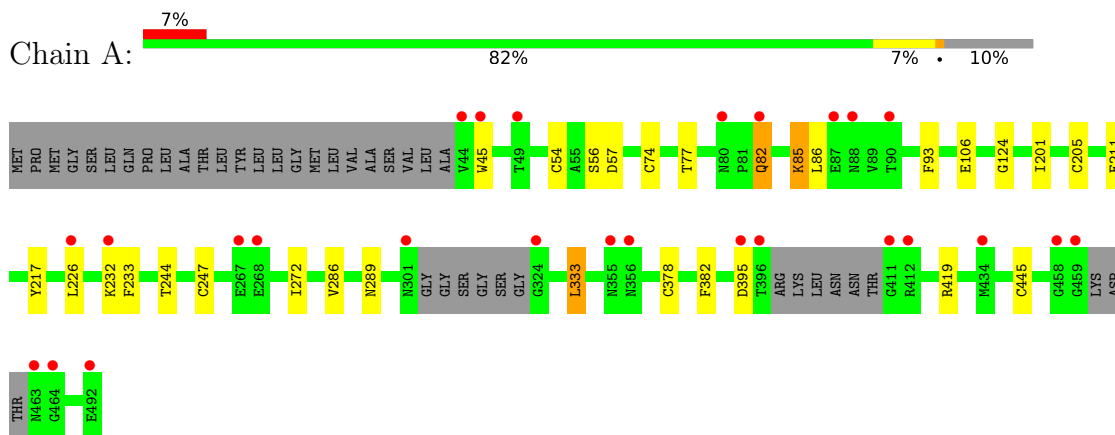 7%
Chain A:
82% 7% • 10%
MET PRO MET GLY SER LEU LEU GLN PRO LEU ALA THR LEU TYR LEU LEU GLY MET LEU VAL ALA SER VAL LEU ALA V44 W45 T49 C54 A55 S56 D57 C74 T77 N80 P81 Q82 K85 L86 E87 N88 V89 T90 F93 E106 G124 I201 C205 E211
Y217 L226 K232 F233 T244 C247 E267 E268 I272 V286 N289 N301 GLY GLY SER GLY SER GLY G324 L333 N355 N356 C378 F382 D395 T396 ARG LYS LEU ASN ASN THR G411 R412 R419 M434 C445 G458 G459 LYS ASP
THR N463 G464 E492